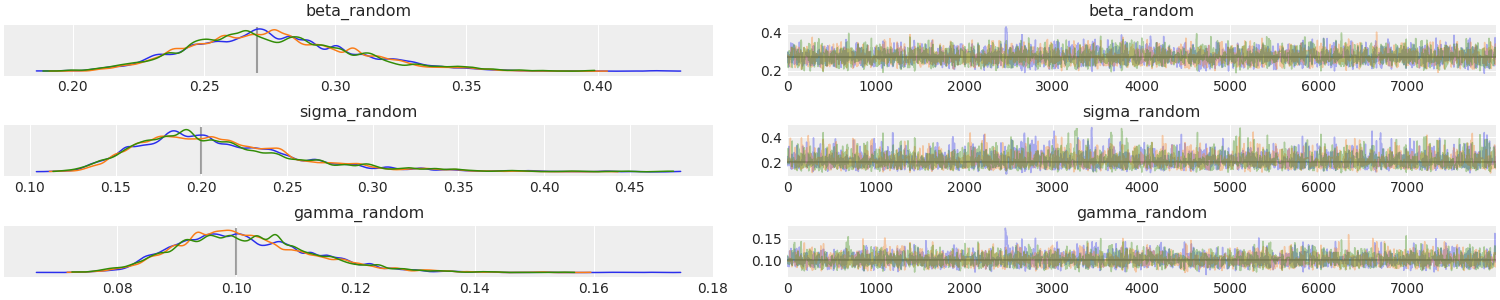 beta_random beta_random
0.4
0.2
0.20 0.25 0.30 0.35 0.40 0 1000 2000 3000 4000 5000 6000 7000
sigma_random sigma_random
0.4
0.2
0.10 0.15 0.20 0.25 0.30 0.35 0.40 0.45 0 1000 2000 3000 4000 5000 6000 7000
gamma_random gamma_random
0.15
0.10
0.08 0.10 0.12 0.14 0.16 0.18 0 1000 2000 3000 4000 5000 6000 7000